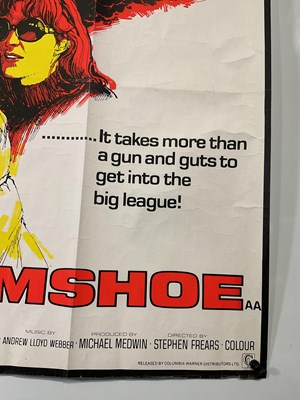 ............It takes more than
a gun and guts to
get into the
big league!
MSHOE AA
MUSIC BY PRODUCED BY DIRECTED BY
ANDREW LLOYD WEBBER · MICHAEL MEDWIN · STEPHEN FREARS · COLOUR
RELEASED BY COLUMBIA-WARNER DISTRIBUTORS LTD.